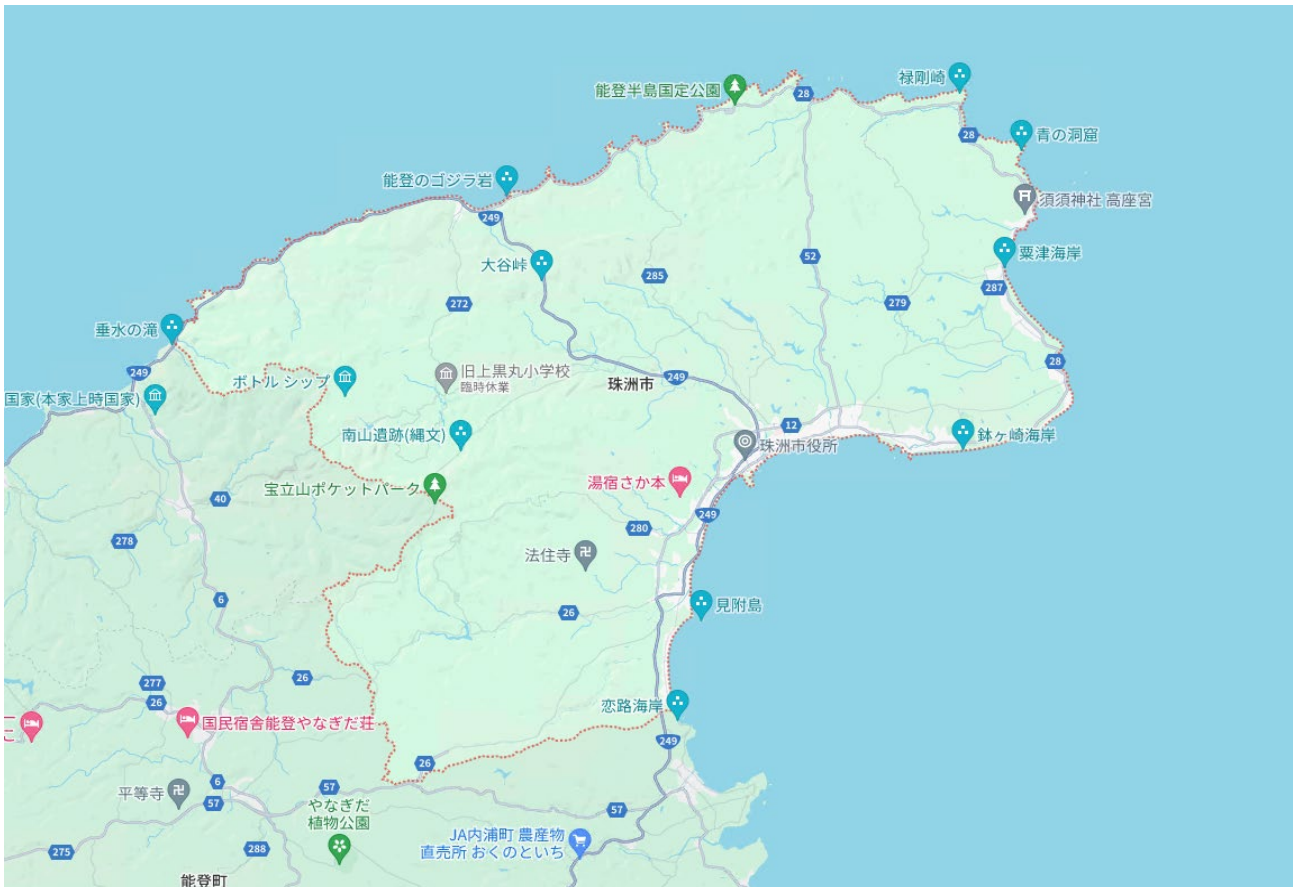 禄剛崎
能登半島国定公園
28
28
青の洞窟
能登のゴジラ岩
須須神社 高座宮
249
大谷峠
285
52
粟津海岸
272
279
287
垂水の滝
249
28
国家(本家上時国家)
ボトル シップ
旧上黒丸小学校
臨時休業
珠洲市
249
南山遺跡(縄文)
12
珠洲市役所
鉢ヶ崎海岸
宝立山ポケットパーク
湯宿さか本
40
278
280
249
法住寺
6
26
見附島
277
26
26
恋路海岸
国民宿舎能登やなぎだ荘
249
26
平等寺
6
57
57
やなぎだ
植物公園
57
275
288
JA内浦町 農産物
直売所 おくのといち
能登町